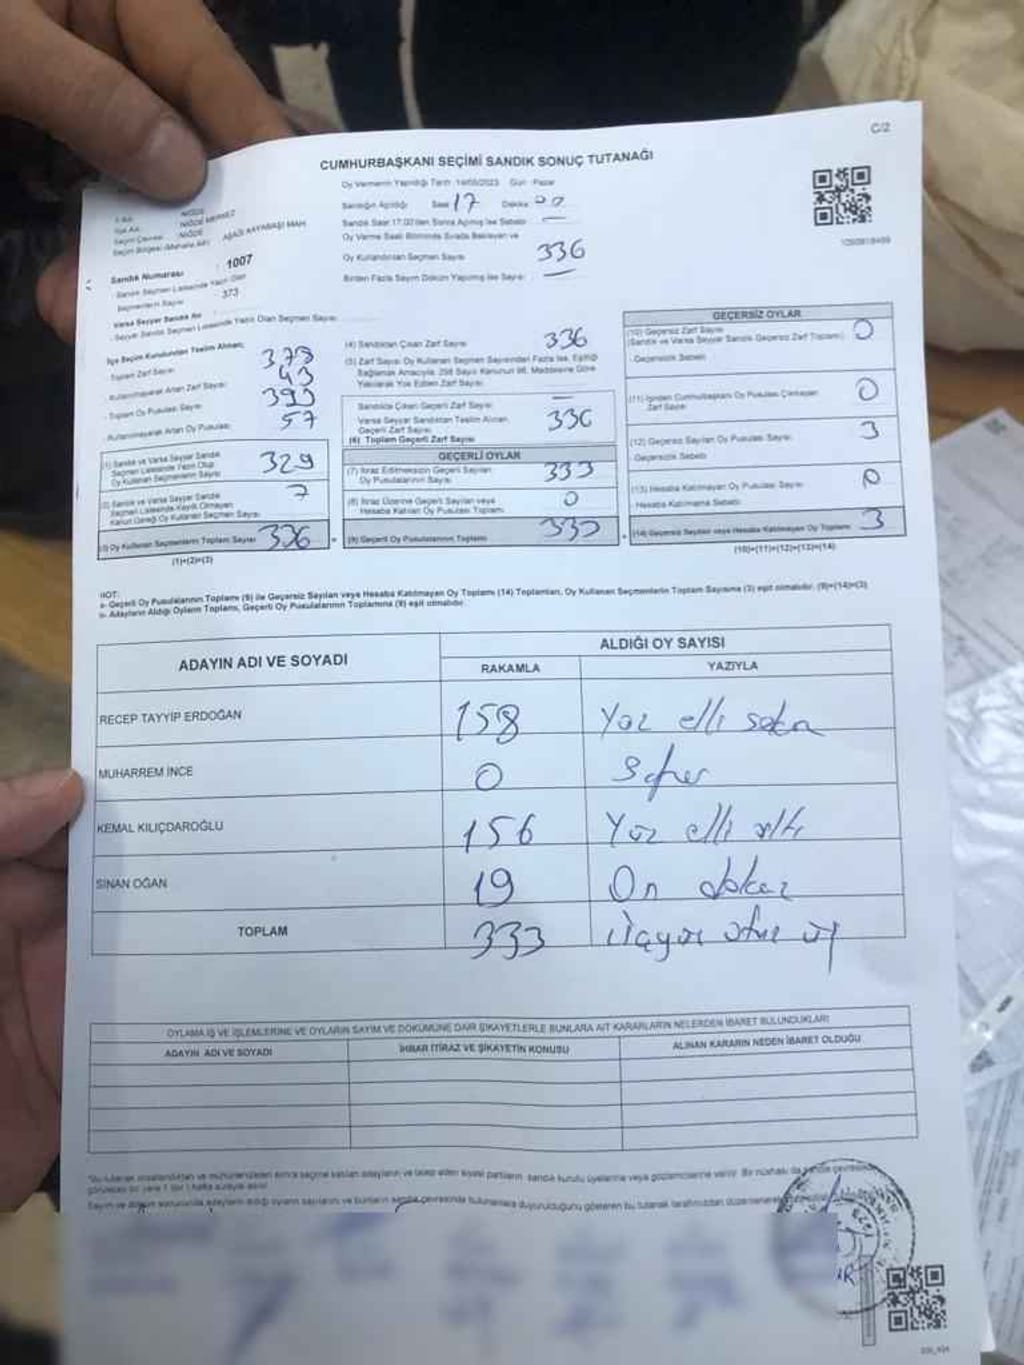 C/2
CUMHURBAŞKANI SEÇİMİ SANDIK SONUÇ TUTANAĞI
Oy Vermenin Yapıldığı Tarih :14/05/2023 Gün : Pazar
Sandığın Açıldığı Saat 17 Dakika 00
Sandık Saat 17:00'den Sonra Açılmış İse Sebebi
Oy Verme Saati Bitiminde Sırada Bekleyen ve
Oy Kullandırılan Seçmen Sayısı 336
Birden Fazla Sayım Döküm Yapılmış İse Sayısı
İl Adı NİĞDE
İlçe Adı NİĞDE MERKEZ
Seçim Çevresi NİĞDE
Seçim Bölgesi (Mahalle Adı) AŞAĞI KAYABAŞI MAH
Sandık Numarası : 1007
Sandık Seçmen Listesinde Yazılı Olan
Seçmenlerin Sayısı : 373
Varsa Seyyar Sandık No
Seyyar Sandık Seçmen Listesinde Yazılı Olan Seçmen Sayısı
İlçe Seçim Kurulundan Teslim Alınan;
Toplam Zarf Sayısı
Kullanılmayarak Artan Zarf Sayısı 43
Toplam Oy Pusulası Sayısı 393
Kullanılmayarak Artan Oy Pusulası 57
(1) Sandık ve Varsa Seyyar Sandık
Seçmen Listesinde Yazılı Olup
Oy Kullanan Seçmenlerin Sayısı 329
(2) Sandık ve Varsa Seyyar Sandık
Seçmen Listesinde Kayıtlı Olmayan
Kanun Gereği Oy Kullanan Seçmen Sayısı 7
(3) Oy Kullanan Seçmenlerin Toplam Sayısı 336
(1)+(2)=(3)
(4) Sandıktan Çıkan Zarf Sayısı 336
(5) Zarf Sayısı Oy Kullanan Seçmen Sayısından Fazla İse, Eşitliği
Sağlamak Amacıyla, 298 Sayılı Kanunun 98. Maddesine Göre
Yakılarak Yok Edilen Zarf Sayısı
Sandıkta Çıkan Geçerli Zarf Sayısı
Varsa Seyyar Sandıktan Teslim Alınan
Geçerli Zarf Sayısı
(6) Toplam Geçerli Zarf Sayısı 336
GEÇERLİ OYLAR
(7) İtiraz Edilmeksizin Geçerli Sayılan
Oy Pusulalarının Sayısı 333
(8) İtiraz Üzerine Geçerli Sayılan veya
Hesaba Katılan Oy Pusulası Toplamı 0
(9) Geçerli Oy Pusulalarının Toplamı 333
GEÇERSİZ OYLAR
(10) Geçersiz Zarf Sayısı
(Sandık ve Varsa Seyyar Sandık Geçersiz Zarf Toplamı) 0
Geçersizlik Sebebi
(11) İçinden Cumhurbaşkanı Oy Pusulası Çıkmayan
Zarf Sayısı 0
(12) Geçersiz Sayılan Oy Pusulası Sayısı 3
Geçersizlik Sebebi
(13) Hesaba Katılmayan Oy Pusulası Sayısı 0
Hesaba Katılmama Sebebi
(14) Geçersiz Sayılan veya Hesaba Katılmayan Oy Toplamı 3
(10)+(11)+(12)+(13)=(14)
NOT:
a- Geçerli Oy Pusulalarının Toplamı (9) ile Geçersiz Sayılan veya Hesaba Katılmayan Oy Toplamı (14) Toplamları, Oy Kullanan Seçmenlerin Toplam Sayısına (3) eşit olmalıdır. (9)+(14)=(3)
b- Adayların Aldığı Oyların Toplamı, Geçerli Oy Pusulalarının Toplamına (9) eşit olmalıdır.
ADAYIN ADI VE SOYADI
ALDIĞI OY SAYISI
RAKAMLA YAZIYLA
RECEP TAYYİP ERDOĞAN 158 Yüz elli sekiz
MUHARREM İNCE 0 Sıfır
KEMAL KILIÇDAROĞLU 156 Yüz elli altı
SİNAN OĞAN 19 On dokuz
TOPLAM 333 Üçyüz otuz üç
OYLAMA İŞ VE İŞLEMLERİNE VE OYLARIN SAYIM VE DÖKÜMÜNE DAİR ŞİKAYETLERLE BUNLARA AİT KARARLARIN NELERDEN İBARET BULUNDUKLARI
ADAYIN ADI VE SOYADI İHBAR İTİRAZ VE ŞİKAYETİN KONUSU ALINAN KARARIN NEDEN İBARET OLDUĞU